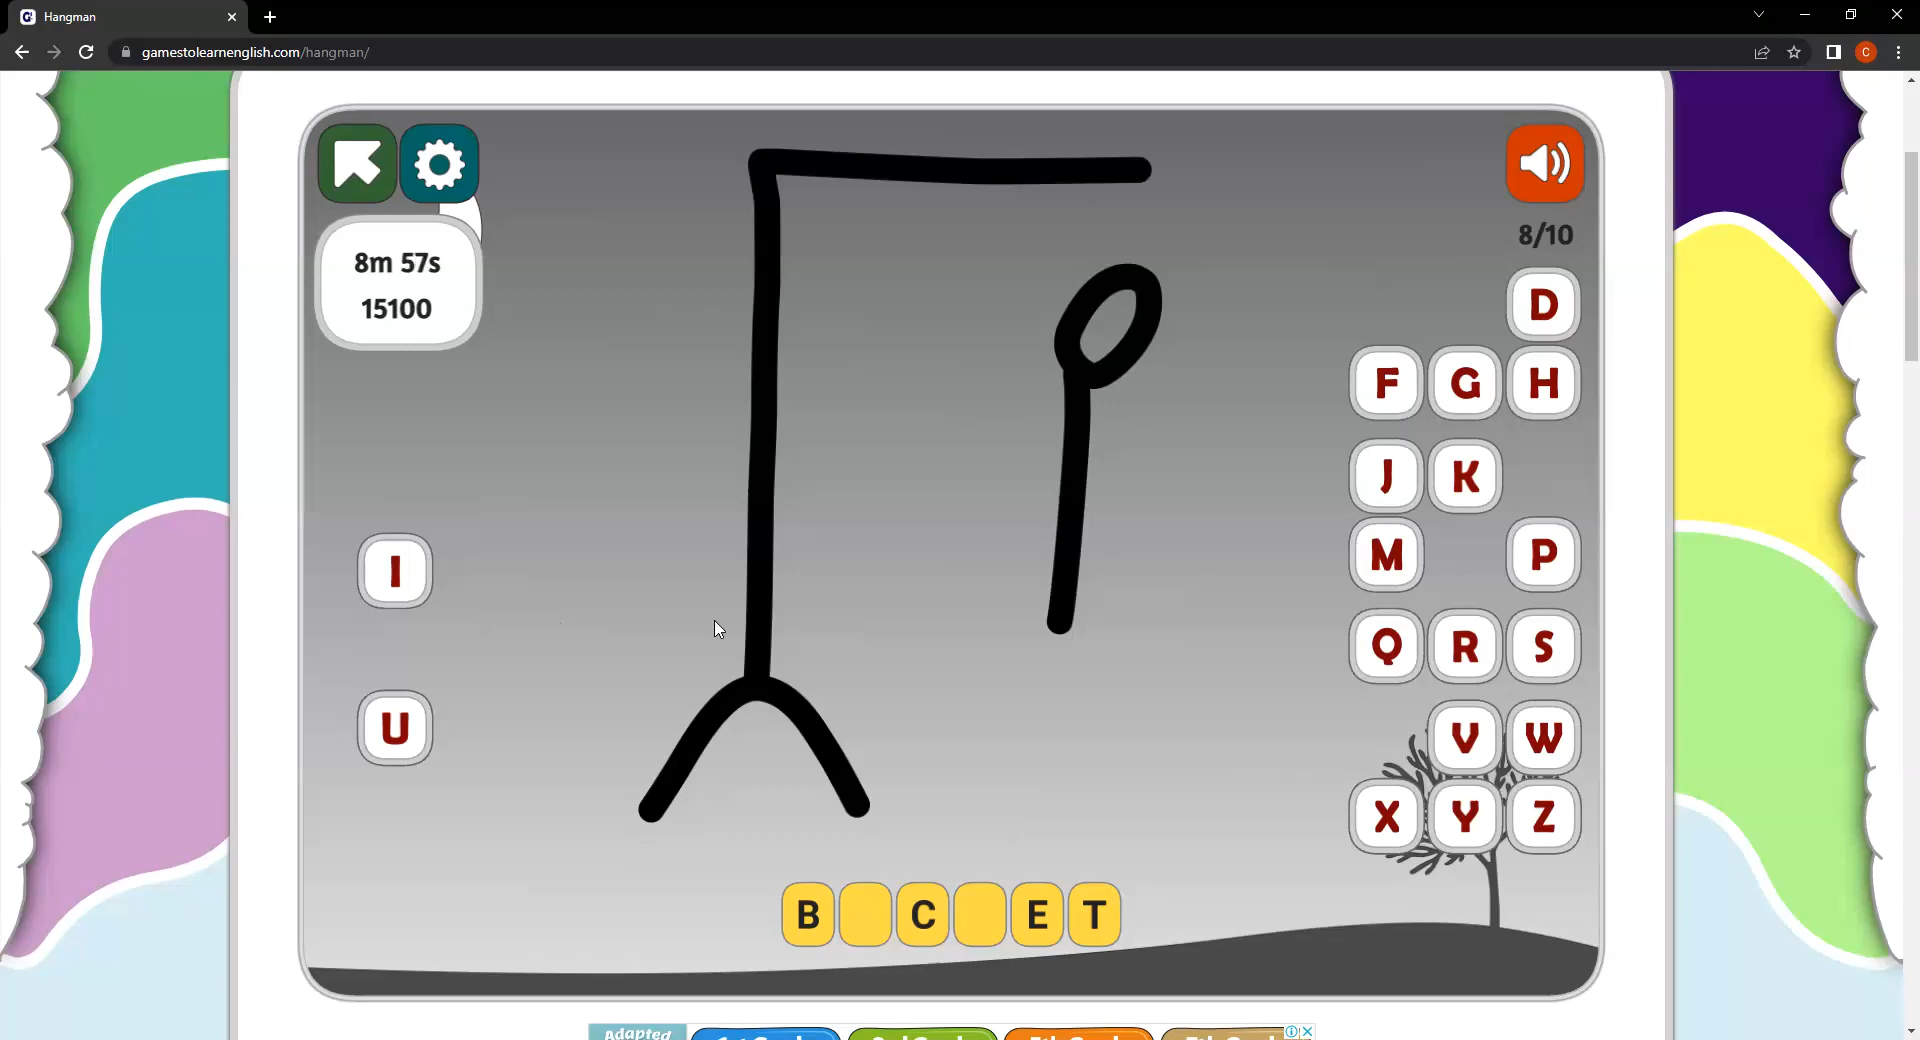 Hangman
gamestolearnenglish.com/hangman/
C
8m 57s
15100
8/10
D
F G H
J K
I
M P
Q R S
U
V W
X Y Z
B C E T
Adapted